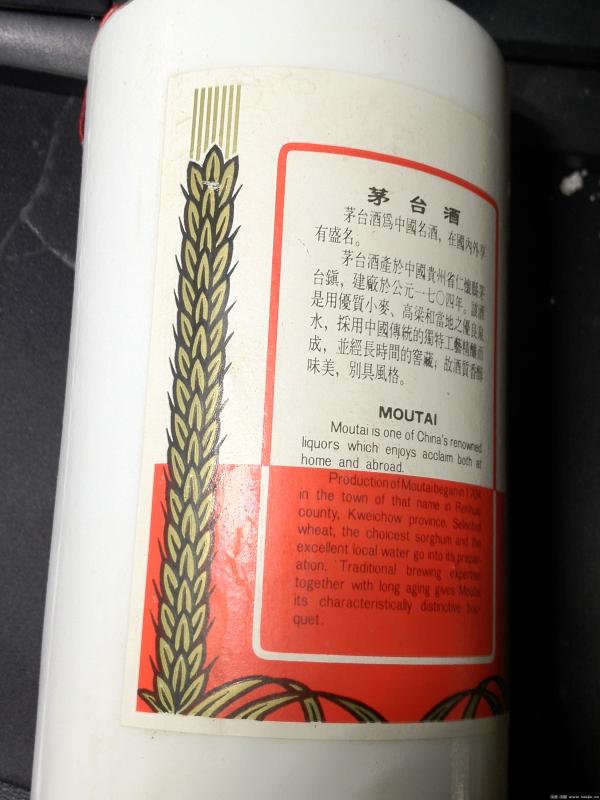 茅台酒
茅台酒爲中國名酒，在國內外享
有盛名。
茅台酒產於中國貴州省仁懷縣茅
台鎭，建廠於公元一七〇四年。該酒
是用優質小麥、高梁和當地之優良泉
水，採用中國傳統的獨特工藝精釀而
成，並經長時間的窖藏，故酒質香醇
味美，別具風格。
MOUTAI
Moutai is one of China's renowned
liquors which enjoys acclaim both at
home and abroad.
Production of Moutai began in 1704
in the town of that name in Renhuai
county, Kweichow province. Selected
wheat, the choicest sorghum and the
excellent local water go into its prepar-
ation. Traditional brewing expertise
together with long aging gives Moutai
its characteristically distinctive bou-
quet.